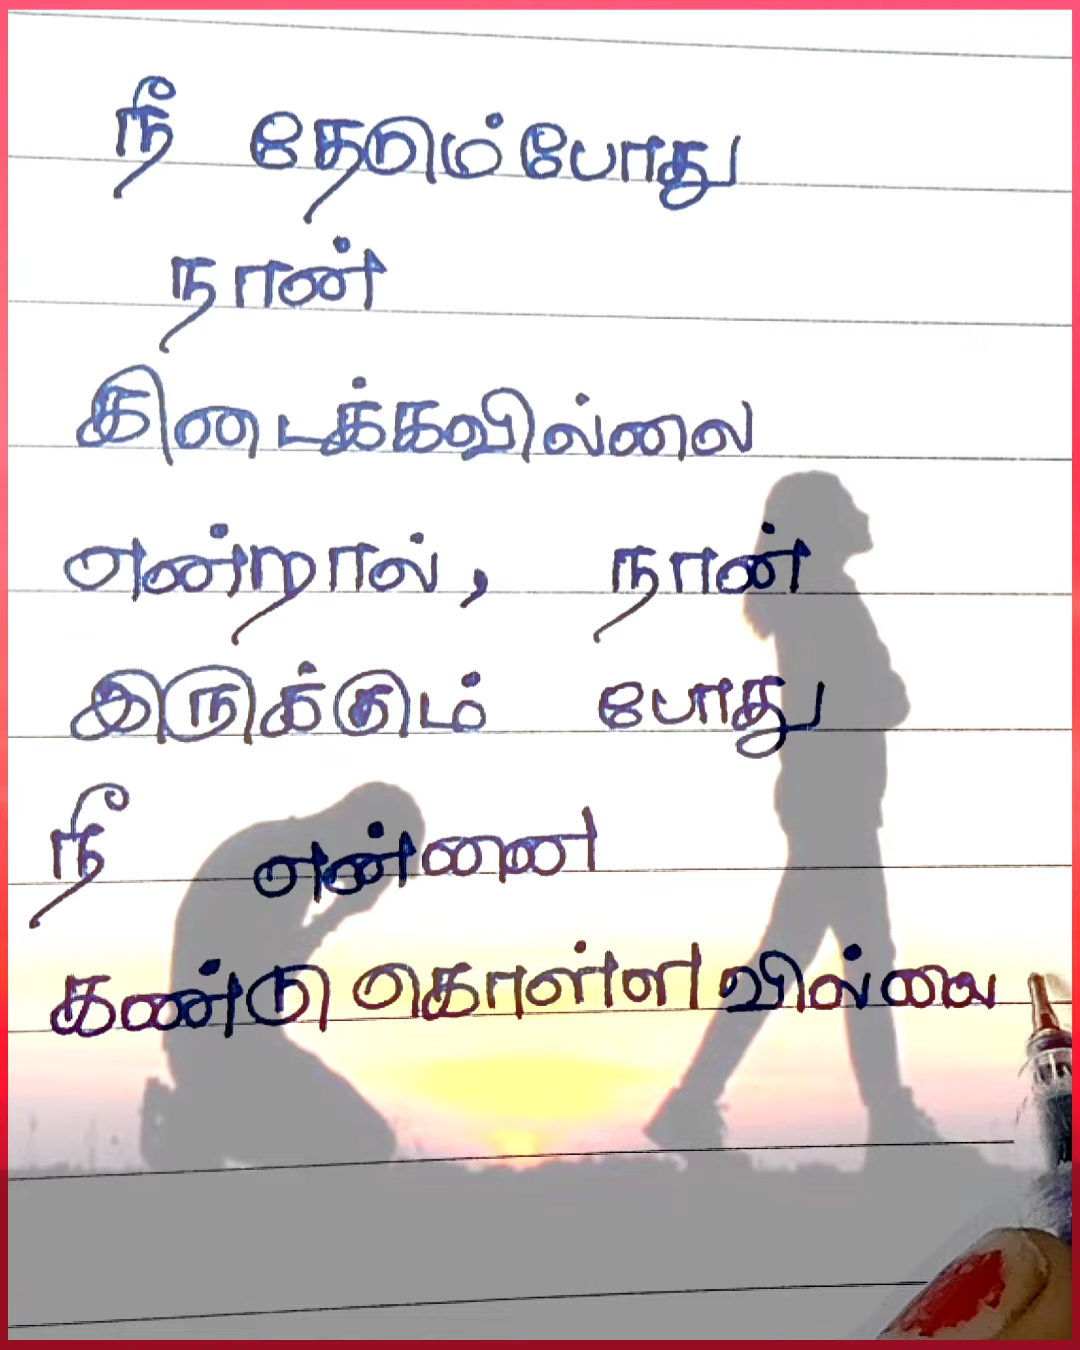 நீ தேடும்போது
நான்
கிடைக்கவில்லை
என்றால், நான்
இருக்கும் போது
நீ என்னை
கண்டு கொள்ளவில்லை